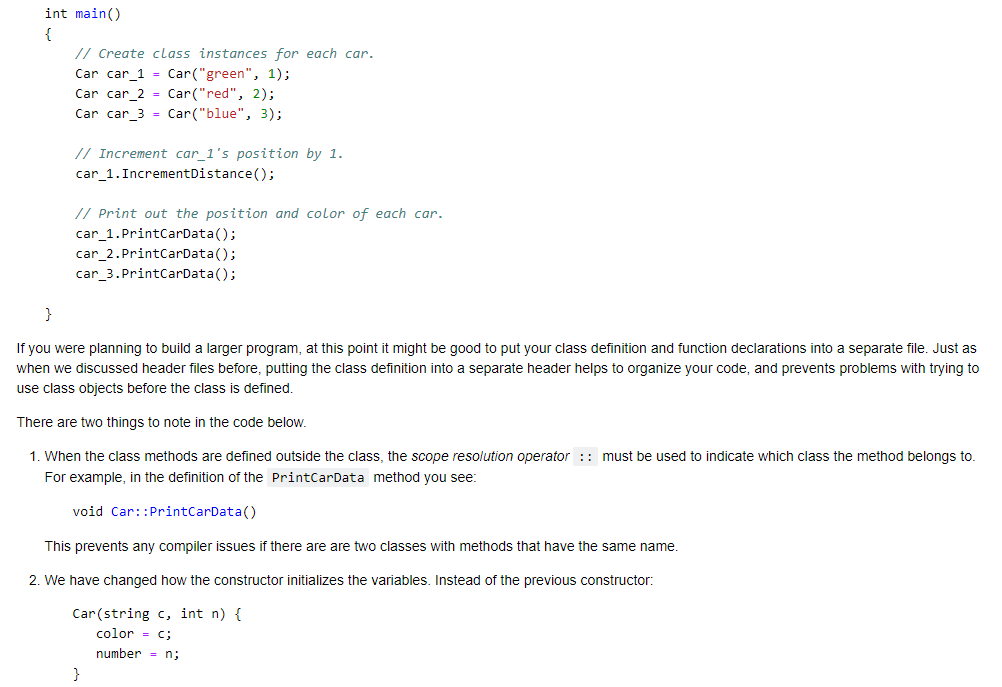 int main()
{
// Create class instances for each car.
Car car_1 = Car("green", 1);
Car car_2 = Car("red", 2);
Car car_3 = Car("blue", 3);
// Increment car_1's position by 1.
car_1.IncrementDistance();
// Print out the position and color of each car.
car_1.PrintCarData();
car_2.PrintCarData();
car_3.PrintCarData();
}
If you were planning to build a larger program, at this point it might be good to put your class definition and function declarations into a separate file. Just as
when we discussed header files before, putting the class definition into a separate header helps to organize your code, and prevents problems with trying to
use class objects before the class is defined.
There are two things to note in the code below.
1. When the class methods are defined outside the class, the scope resolution operator :: must be used to indicate which class the method belongs to.
For example, in the definition of the PrintCarData method you see:
void Car::PrintCarData()
This prevents any compiler issues if there are are two classes with methods that have the same name.
2. We have changed how the constructor initializes the variables. Instead of the previous constructor:
Car(string c, int n) {
color = c;
number = n;
}